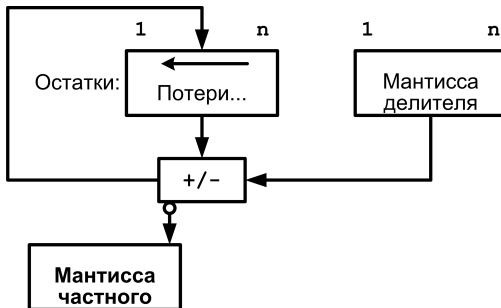 1 n 1 n
Остатки:
Потери...
Мантисса
делителя
+/-
Мантисса
частного